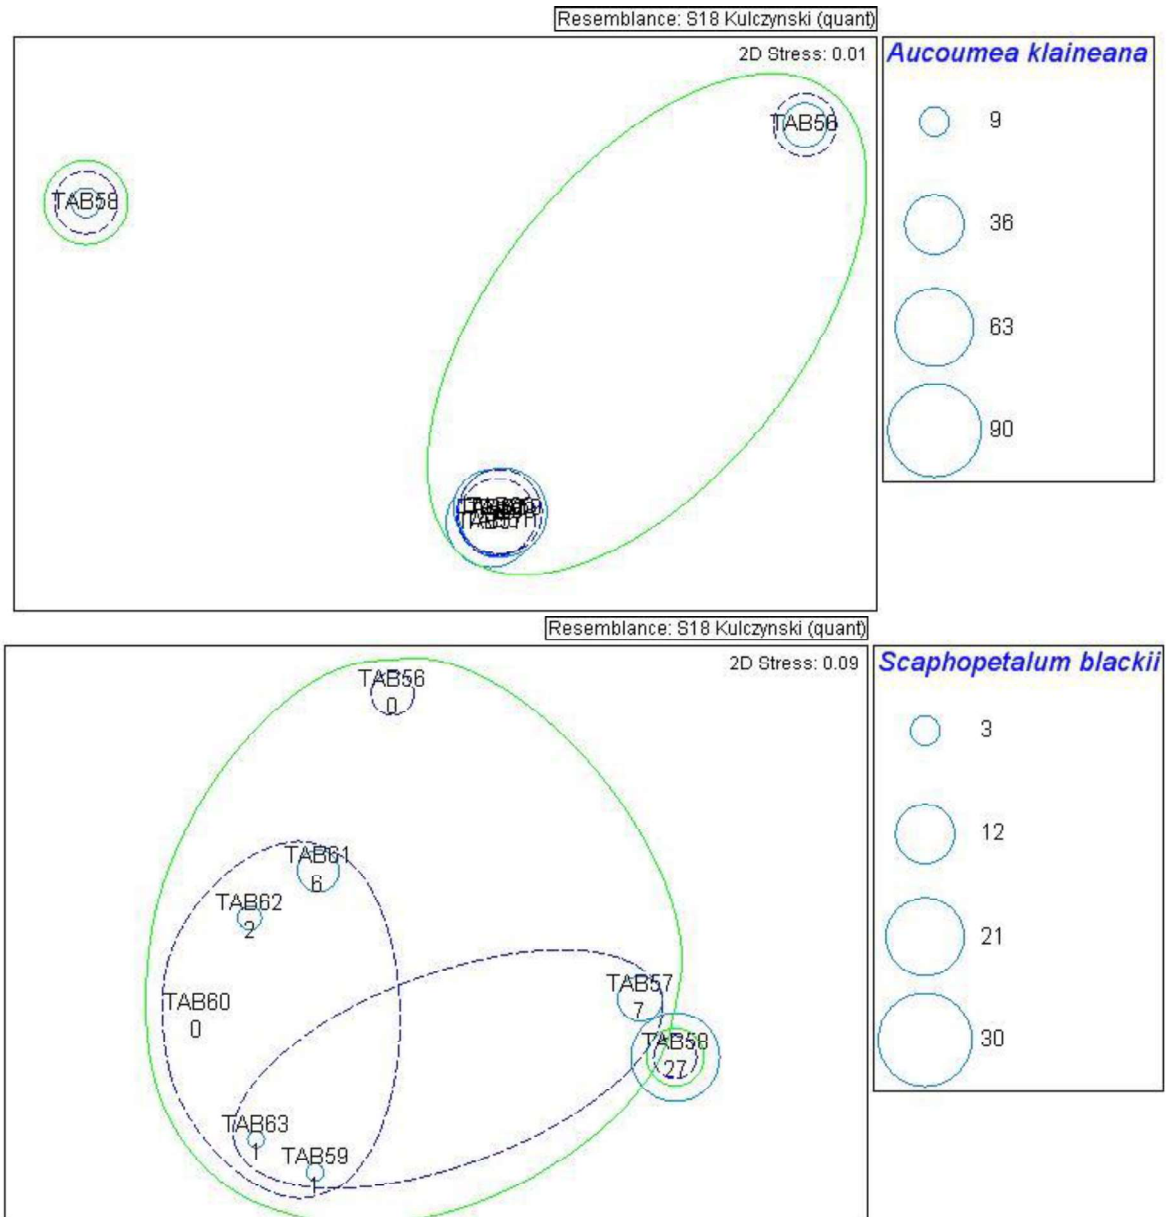 Resemblance: S18 Kulczynski (quant)
2D Stress: 0.01
Aucoumea klaineana
9
36
63
90
TAB56
TAB58
Resemblance: S18 Kulczynski (quant)
2D Stress: 0.09
Scaphopetalum blackii
3
12
21
30
TAB56
0
TAB61
6
TAB62
2
TAB60
0
TAB57
7
TAB58
27
TAB63
1
TAB59
1